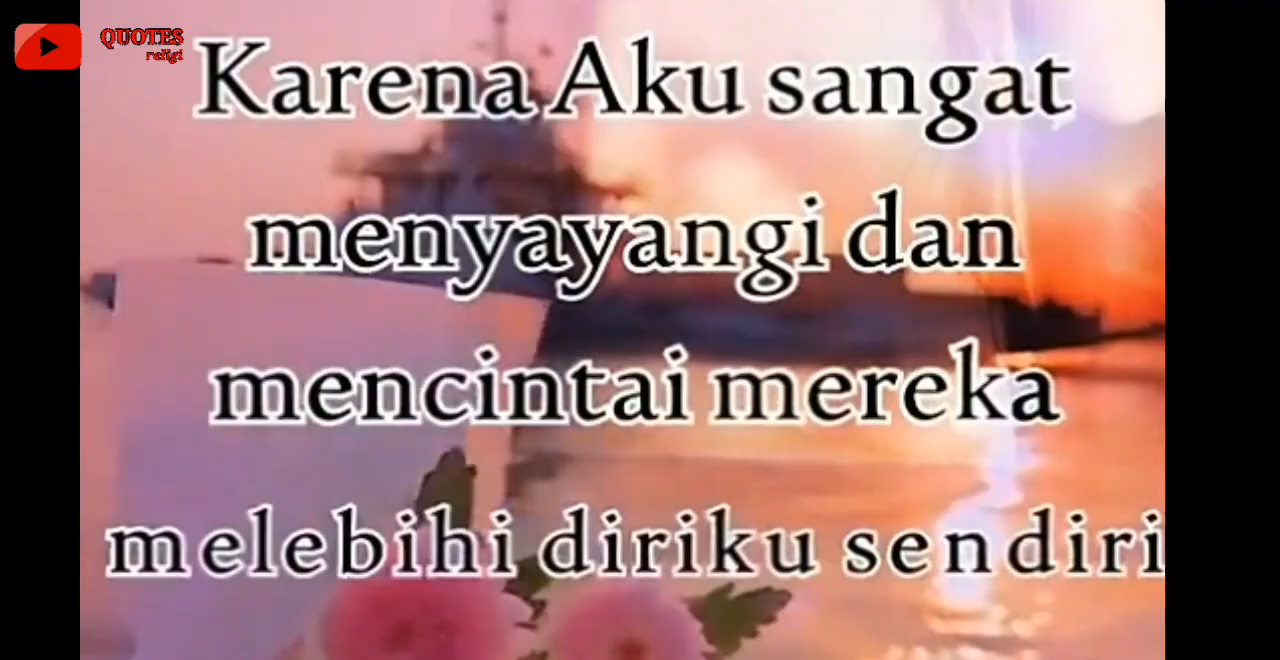 QUOTES
religi
Karena Aku sangat
menyayangi dan
mencintai mereka
melebihi diriku sendiri